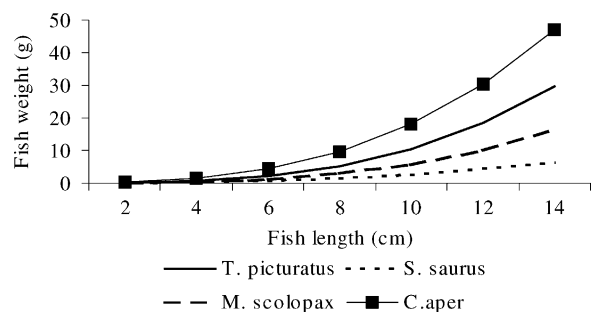 50
40
30
20
10
0
Fish weight (g)
2 4 6 8 10 12 14
Fish length (cm)
T. picturatus S. saurus
M. scolopax C.aper